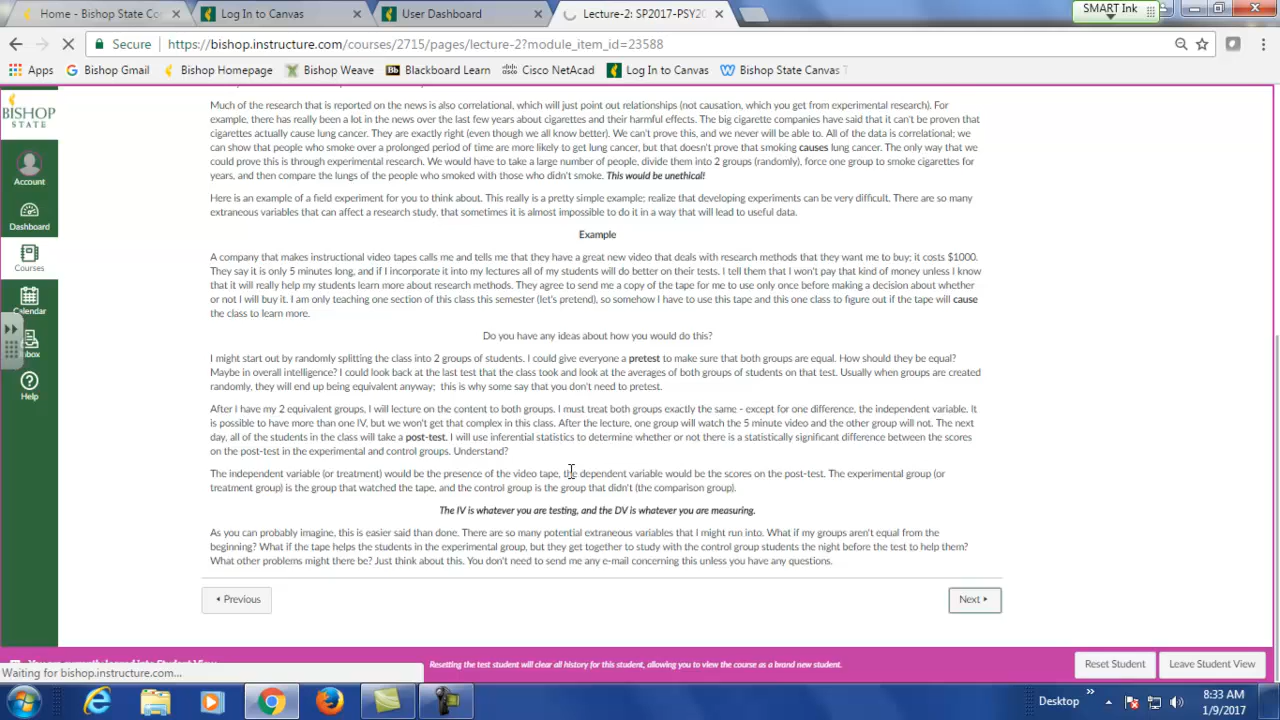 Home - Bishop State Co
Log In to Canvas
User Dashboard
Lecture-2: SP2017-PSY20
SMART Ink
Secure
https://bishop.instructure.com/courses/2715/pages/lecture-2?module_item_id=23588
Apps
Bishop Gmail
Bishop Homepage
Bishop Weave
Blackboard Learn
Cisco NetAcad
Log In to Canvas
Bishop State Canvas T
BISHOP
STATE
Account
Dashboard
Courses
Calendar
Inbox
Help
Much of the research that is reported on the news is also correlational, which will just point out relationships (not causation, which you get from experimental research). For
example, there has really been a lot in the news over the last few years about cigarettes and their harmful effects. The big cigarette companies have said that it can't be proven that
cigarettes actually cause lung cancer. They are exactly right (even though we all know better). We can't prove this, and we never will be able to. All of the data is correlational; we
can show that people who smoke over a prolonged period of time are more likely to get lung cancer, but that doesn't prove that smoking causes lung cancer. The only way that we
could prove this is through experimental research. We would have to take a large number of people, divide them into 2 groups (randomly), force one group to smoke cigarettes for
years, and then compare the lungs of the people who smoked with those who didn't smoke. This would be unethical!
Here is an example of a field experiment for you to think about. This really is a pretty simple example; realize that developing experiments can be very difficult. There are so many
extraneous variables that can affect a research study, that sometimes it is almost impossible to do it in a way that will lead to useful data.
Example
A company that makes instructional video tapes calls me and tells me that they have a great new video that deals with research methods that they want me to buy; it costs $1000.
They say it is only 5 minutes long, and if I incorporate it into my lectures all of my students will do better on their tests. I tell them that I won't pay that kind of money unless I know
that it will really help my students learn more about research methods. They agree to send me a copy of the tape for me to use only once before making a decision about whether
or not I will buy it. I am only teaching one section of this class this semester (let's pretend), so somehow I have to use this tape and this one class to figure out if the tape will cause
the class to learn more.
Do you have any ideas about how you would do this?
I might start out by randomly splitting the class into 2 groups of students. I could give everyone a pretest to make sure that both groups are equal. How should they be equal?
Maybe in overall intelligence? I could look back at the last test that the class took and look at the averages of both groups of students on that test. Usually when groups are created
randomly, they will end up being equivalent anyway; this is why some say that you don't need to pretest.
After I have my 2 equivalent groups, I will lecture on the content to both groups. I must treat both groups exactly the same - except for one difference, the independent variable. It
is possible to have more than one IV, but we won't get that complex in this class. After the lecture, one group will watch the 5 minute video and the other group will not. The next
day, all of the students in the class will take a post-test. I will use inferential statistics to determine whether or not there is a statistically significant difference between the scores
on the post-test in the experimental and control groups. Understand?
The independent variable (or treatment) would be the presence of the video tape, the dependent variable would be the scores on the post-test. The experimental group (or
treatment group) is the group that watched the tape, and the control group is the group that didn't (the comparison group).
The IV is whatever you are testing, and the DV is whatever you are measuring.
As you can probably imagine, this is easier said than done. There are so many potential extraneous variables that I might run into. What if my groups aren't equal from the
beginning? What if the tape helps the students in the experimental group, but they get together to study with the control group students the night before the test to help them?
What other problems might there be? Just think about this. You don't need to send me any e-mail concerning this unless you have any questions.
Previous
Next
You are currently logged into Student View
Resetting the test student will clear all history for this student, allowing you to view the course as a brand new student.
Reset Student
Leave Student View
Waiting for bishop.instructure.com...
Desktop
8:33 AM
1/9/2017